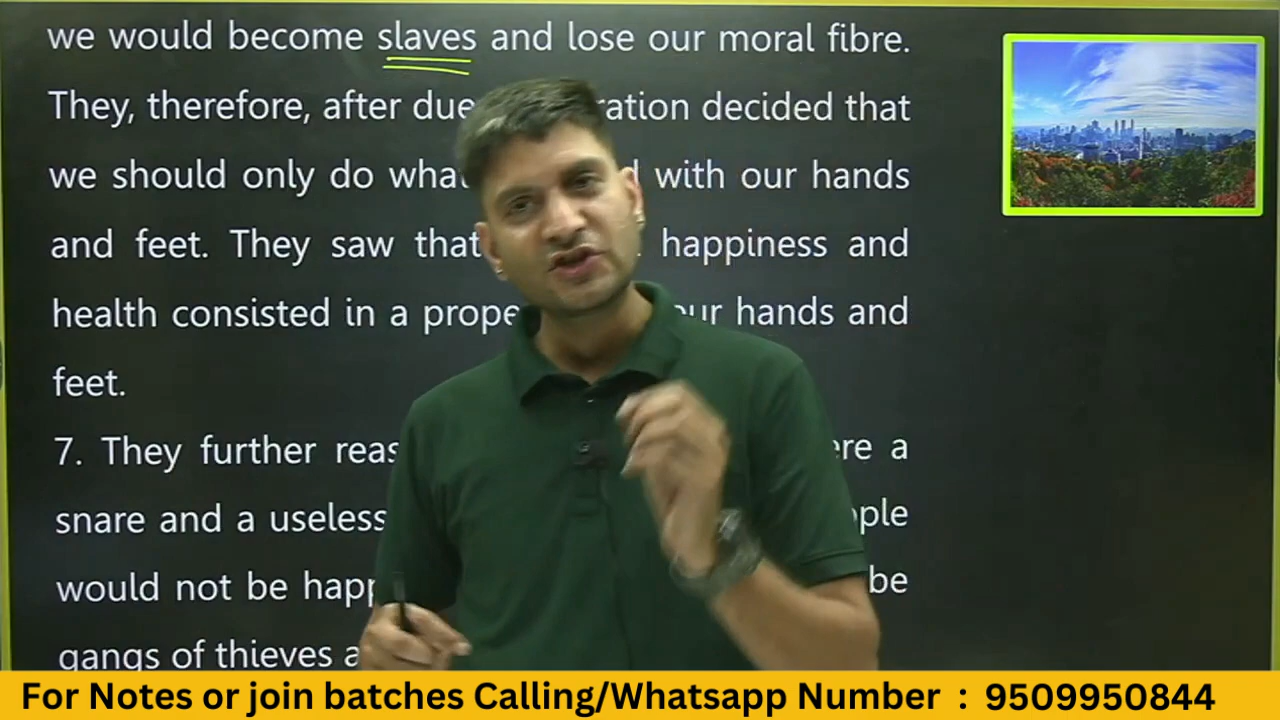 we would become slaves and lose our moral fibre.
They, therefore, after due ration decided that
we should only do what with our hands
and feet. They saw that happiness and
health consisted in a prope our hands and
feet.
7. They further reas ere a
snare and a useless ople
would not be happ be
gangs of thieves a
For Notes or join batches Calling/Whatsapp Number : 9509950844